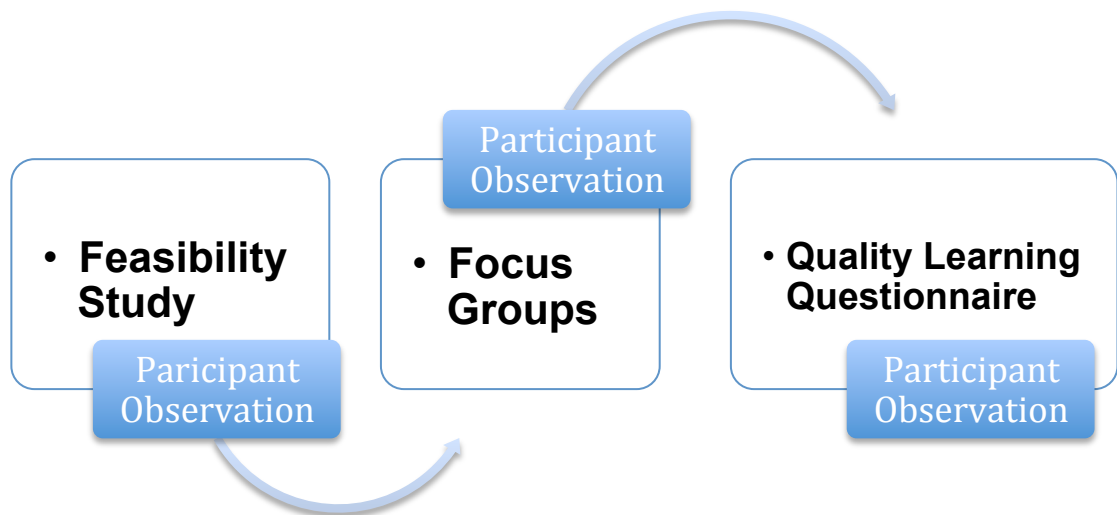 • Feasibility
Study
Paricipant
Observation
Participant
Observation
• Focus
Groups
• Quality Learning
Questionnaire
Participant
Observation